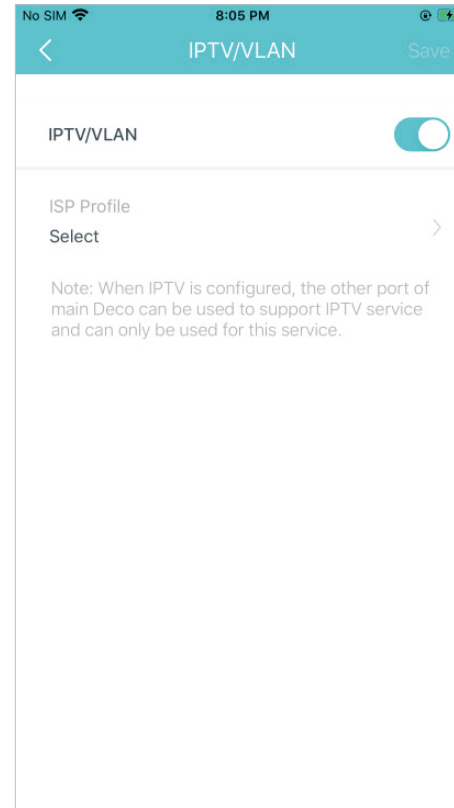 No SIM 8:05 PM
IPTV/VLAN Save
IPTV/VLAN
ISP Profile
Select
Note: When IPTV is configured, the other port of
main Deco can be used to support IPTV service
and can only be used for this service.